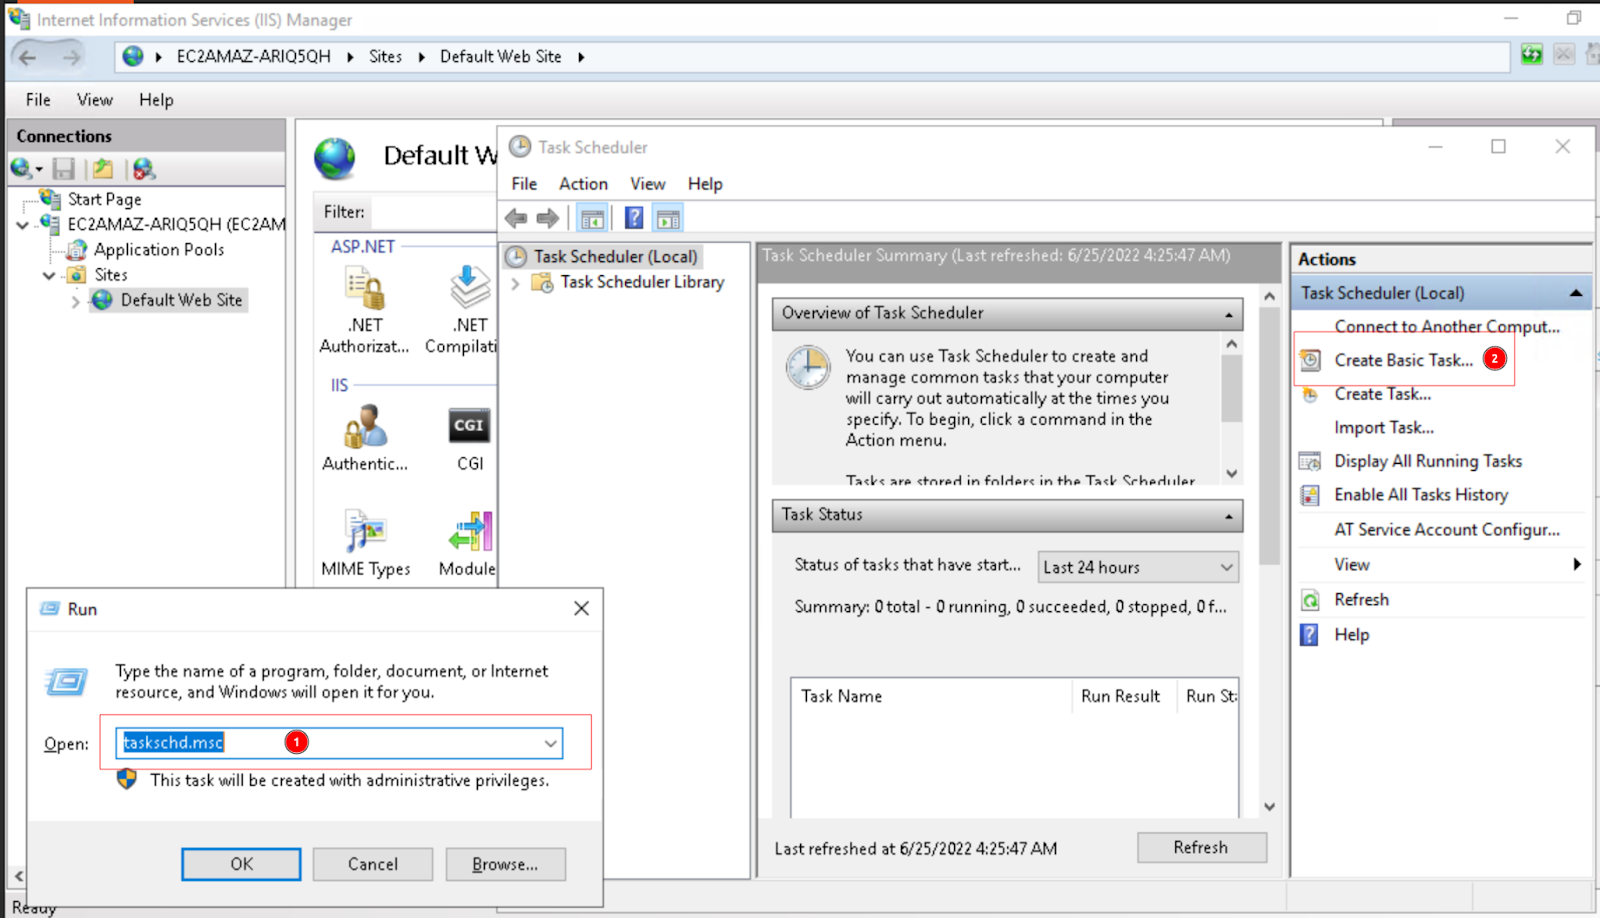 Internet Information Services (IIS) Manager
EC2AMAZ-ARIQ5QH
Sites
Default Web Site
File View Help
Connections
Start Page
EC2AMAZ-ARIQ5QH (EC2AM
Application Pools
Sites
Default Web Site
Default W
Filter:
ASP.NET
.NET
Authorizat...
.NET
Compilati
IIS
Authentic...
CGI
CGI
MIME Types
Module
Ready
Task Scheduler
File Action View Help
Task Scheduler (Local)
Task Scheduler Library
Task Scheduler Summary (Last refreshed: 6/25/2022 4:25:47 AM)
Overview of Task Scheduler
You can use Task Scheduler to create and
manage common tasks that your computer
will carry out automatically at the times you
specify. To begin, click a command in the
Action menu.
Tasks are stored in folders in the Task Scheduler
Task Status
Status of tasks that have start...
Last 24 hours
Summary: 0 total - 0 running, 0 succeeded, 0 stopped, 0 f...
Task Name
Run Result
Run St
Last refreshed at 6/25/2022 4:25:47 AM
Refresh
Actions
Task Scheduler (Local)
Connect to Another Comput...
Create Basic Task...
2
Create Task...
Import Task...
Display All Running Tasks
Enable All Tasks History
AT Service Account Configur...
View
Refresh
Help
Run
Type the name of a program, folder, document, or Internet
resource, and Windows will open it for you.
Open:
taskschd.msc
1
This task will be created with administrative privileges.
OK
Cancel
Browse...